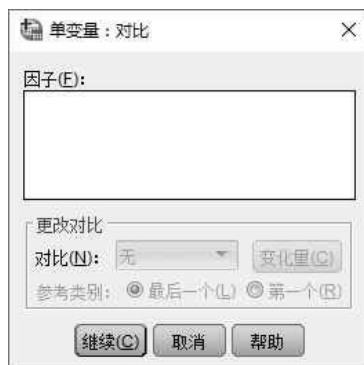 单变量：对比
因子(F):
更改对比
对比(N): 无 变化量(C)
参考类别: 最后一个(L) 第一个(R)
继续(C) 取消 帮助